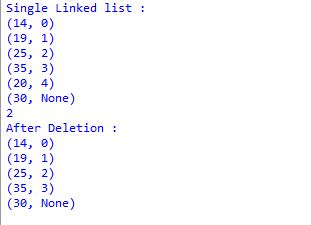 Single Linked list :
(14, 0)
(19, 1)
(25, 2)
(35, 3)
(20, 4)
(30, None)
2
After Deletion :
(14, 0)
(19, 1)
(25, 2)
(35, 3)
(30, None)